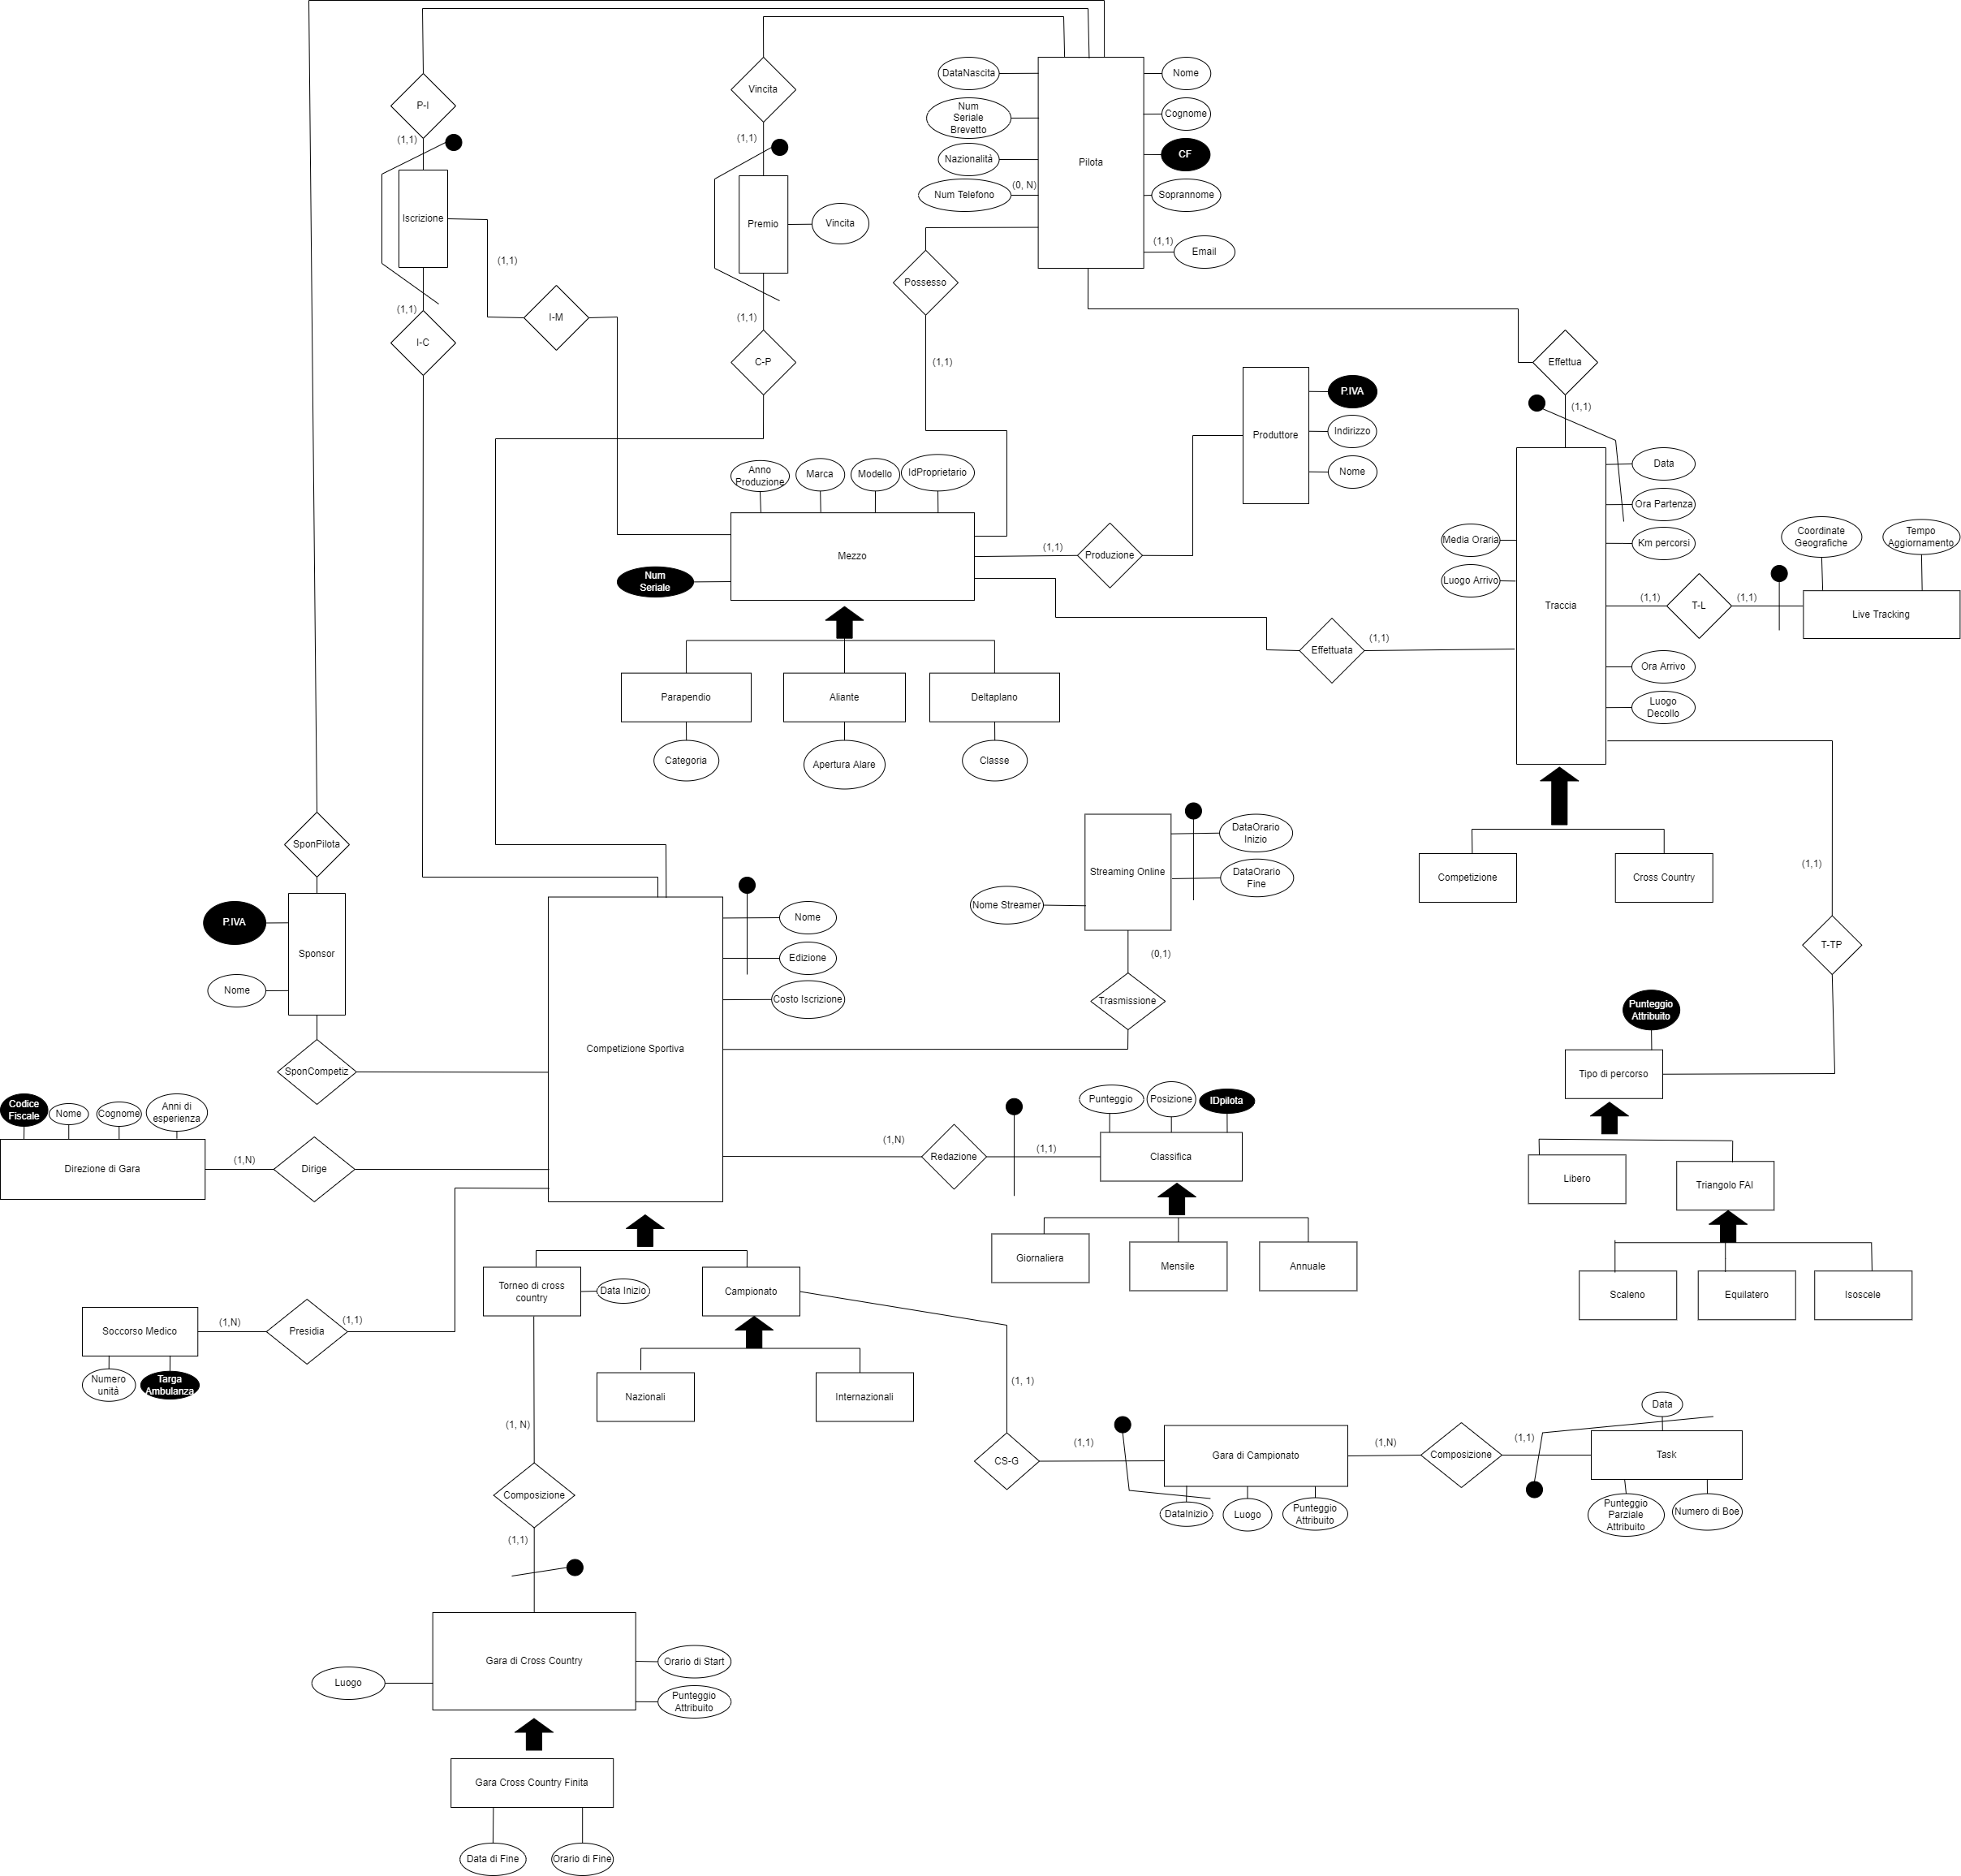 P-I
(1,1)
Iscrizione
(1,1)
(1,1)
I-C
I-M
Vincita
(1,1)
Premio
Vincita
(1,1)
C-P
DataNascita
Num
Seriale
Brevetto
Nazionalitá
Num Telefono
(0, N)
Pilota
Nome
Cognome
CF
Soprannome
(1,1)
Email
Possesso
(1,1)
Effettua
(1,1)
Produttore
P.IVA
Indirizzo
Nome
Anno
Produzione
Marca
Modello
IdProprietario
Mezzo
Num
Seriale
(1,1)
Produzione
Effettuata
(1,1)
Parapendio
Aliante
Deltaplano
Categoria
Apertura Alare
Classe
Traccia
Data
Ora Partenza
Km percorsi
Media Oraria
Luogo Arrivo
(1,1)
T-L
(1,1)
Coordinate
Geografiche
Tempo
Aggiornamento
Live Tracking
Ora Arrivo
Luogo
Decollo
Competizione
Cross Country
(1,1)
T-TP
Punteggio
Attribuito
Tipo di percorso
Libero
Triangolo FAI
Scaleno
Equilatero
Isoscele
SponPilota
P.IVA
Nome
Sponsor
SponCompetiz
Streaming Online
DataOrario
Inizio
DataOrario
Fine
Nome Streamer
(0,1)
Trasmissione
Competizione Sportiva
Nome
Edizione
Costo Iscrizione
Codice
Fiscale
Nome
Cognome
Anni di
esperienza
Direzione di Gara
(1,N)
Dirige
(1,N)
Redazione
(1,1)
Punteggio
Posizione
IDpilota
Classifica
Giornaliera
Mensile
Annuale
Soccorso Medico
(1,N)
Presidia
(1,1)
Numero
unità
Targa
Ambulanza
Torneo di cross
country
Data Inizio
Campionato
Nazionali
Internazionali
(1, N)
Composizione
(1,1)
(1, 1)
CS-G
(1,1)
Gara di Campionato
DataInizio
Luogo
Punteggio
Attribuito
(1,N)
Composizione
(1,1)
Data
Task
Punteggio
Parziale
Attribuito
Numero di Boe
Gara di Cross Country
Luogo
Orario di Start
Punteggio
Attribuito
Gara Cross Country Finita
Data di Fine
Orario di Fine